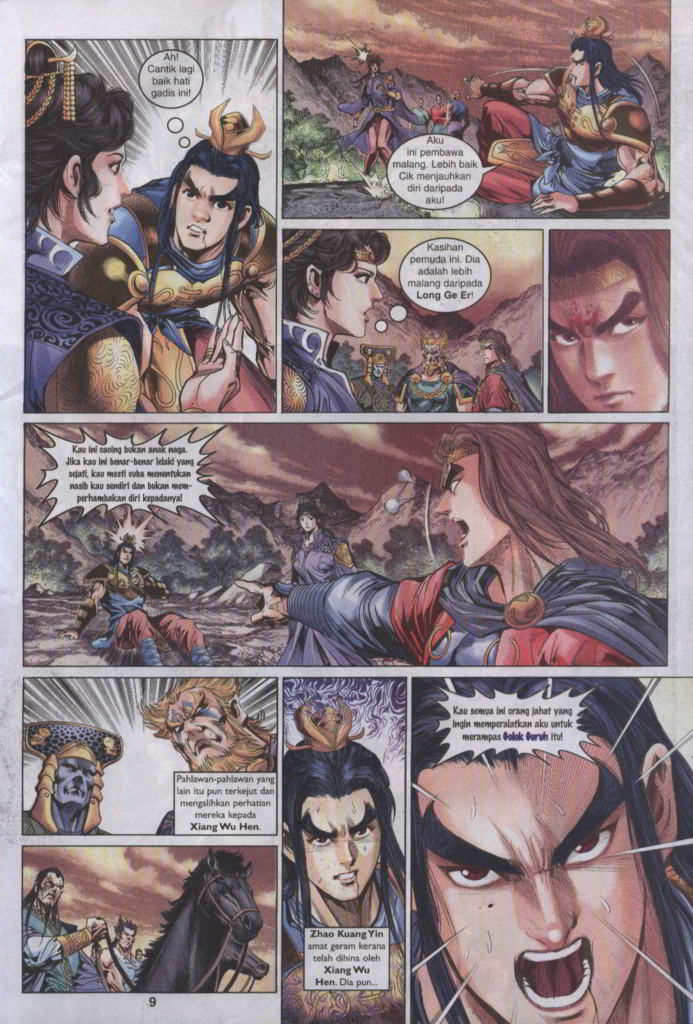 Ah!
Cantik lagi
baik hati
gadis ini!
Aku
ini pembawa
malang. Lebih baik
Cik menjauhkan
diri daripada
aku!
Kasihan
pemuda ini. Dia
adalah lebih
malang daripada
Long Ge Er!
Kau ini cacing bukan anak naga.
Jika kau ini benar-benar lelaki yang
sejati, kau mesti cuba menentukan
nasib kau sendiri dan bukan mem-
perhambakan diri kepadanya!
Pahlawan-pahlawan yang
lain itu pun terkejut dan
mengalihkan perhatian
mereka kepada
Xiang Wu Hen.
Zhao Kuang Yin
amat geram kerana
telah dihina oleh
Xiang Wu
Hen. Dia pun...
Kau semua ini orang jahat yang
ingin memperalatkan aku untuk
merampas Golok Guruh itu!
9